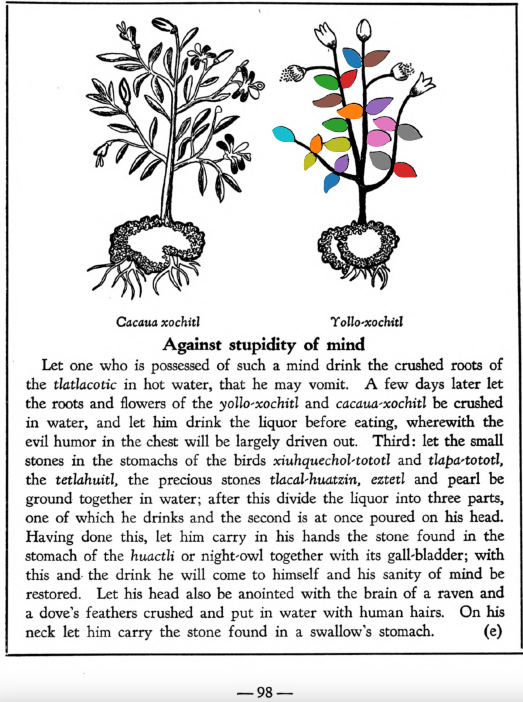 Cacaua xochitl
Yollo-xochitl
Against stupidity of mind
Let one who is possessed of such a mind drink the crushed roots of
the tlatlacotic in hot water, that he may vomit. A few days later let
the roots and flowers of the yollo-xochitl and cacaua-xochitl be crushed
in water, and let him drink the liquor before eating, wherewith the
evil humor in the chest will be largely driven out. Third: let the small
stones in the stomachs of the birds xiuhquechol-tototl and tlapa-tototl,
the tetlahuitl, the precious stones tlacal-huatzin, eztetl and pearl be
ground together in water; after this divide the liquor into three parts,
one of which he drinks and the second is at once poured on his head.
Having done this, let him carry in his hands the stone found in the
stomach of the huactli or night-owl together with its gall-bladder; with
this and the drink he will come to himself and his sanity of mind be
restored. Let his head also be anointed with the brain of a raven and
a dove's feathers crushed and put in water with human hairs. On his
neck let him carry the stone found in a swallow's stomach. (e)
— 98 —